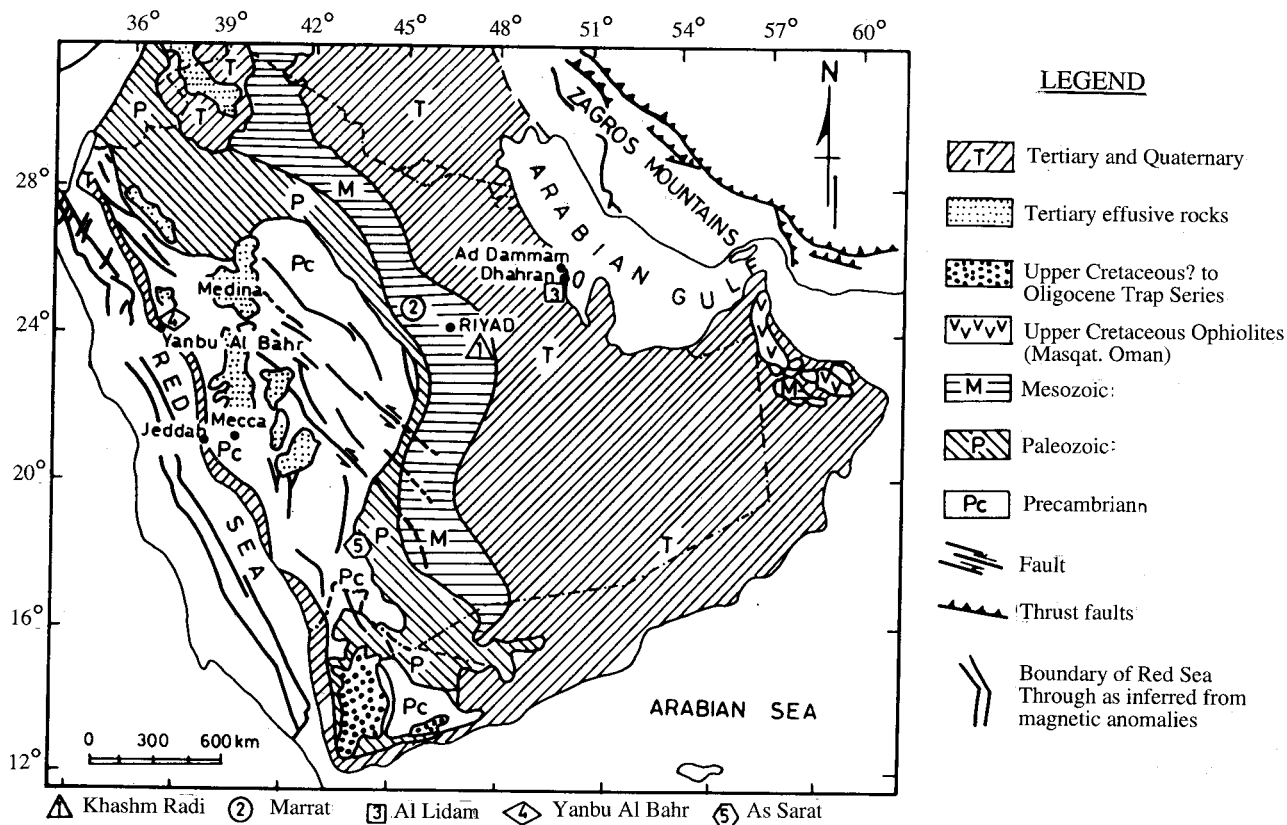 36° 39° 42° 45° 48° 51° 54° 57° 60°
28°
24°
20°
16°
12°
T
T
P
T
P
M
T
N
ZAGROS MOUNTAINS
ARABIAN GULF
Pc
Medina
Ad Dammam
Dhahran
3
2
RIYAD
1
4
Yanbu Al Bahr
T
M
RED SEA
Mecca
Jeddah
Pc
5
P
M
T
Pc
P
Pc
ARABIAN SEA
0 300 600 km
LEGEND
T Tertiary and Quaternary
Tertiary effusive rocks
Upper Cretaceous? to
Oligocene Trap Series
V V V V Upper Cretaceous Ophiolites
(Masqat. Oman)
M Mesozoic:
P Paleozoic:
Pc Precambrian
Fault
Thrust faults
Boundary of Red Sea
Through as inferred from
magnetic anomalies
1 Khashm Radi 2 Marrat 3 Al Lidam 4 Yanbu Al Bahr 5 As Sarat